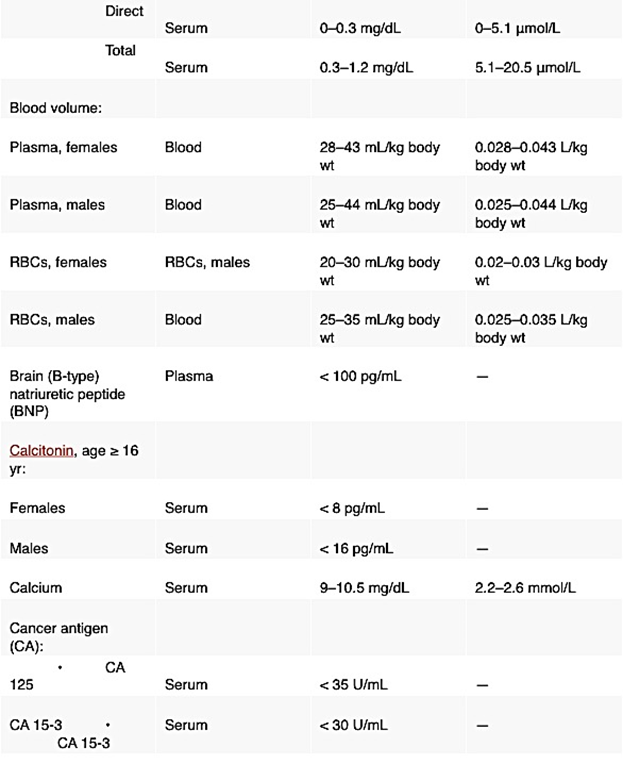 Direct
Serum 0–0.3 mg/dL 0–5.1 µmol/L
Total
Serum 0.3–1.2 mg/dL 5.1–20.5 µmol/L
Blood volume:
Plasma, females Blood 28–43 mL/kg body 0.028–0.043 L/kg
wt body wt
Plasma, males Blood 25–44 mL/kg body 0.025–0.044 L/kg
wt body wt
RBCs, females RBCs, males 20–30 mL/kg body 0.02–0.03 L/kg body
wt wt
RBCs, males Blood 25–35 mL/kg body 0.025–0.035 L/kg
wt body wt
Brain (B-type) Plasma < 100 pg/mL —
natriuretic peptide
(BNP)
Calcitonin, age ≥ 16
yr:
Females Serum < 8 pg/mL —
Males Serum < 16 pg/mL —
Calcium Serum 9–10.5 mg/dL 2.2–2.6 mmol/L
Cancer antigen
(CA):
• CA
125 Serum < 35 U/mL —
CA 15-3 • Serum < 30 U/mL —
CA 15-3